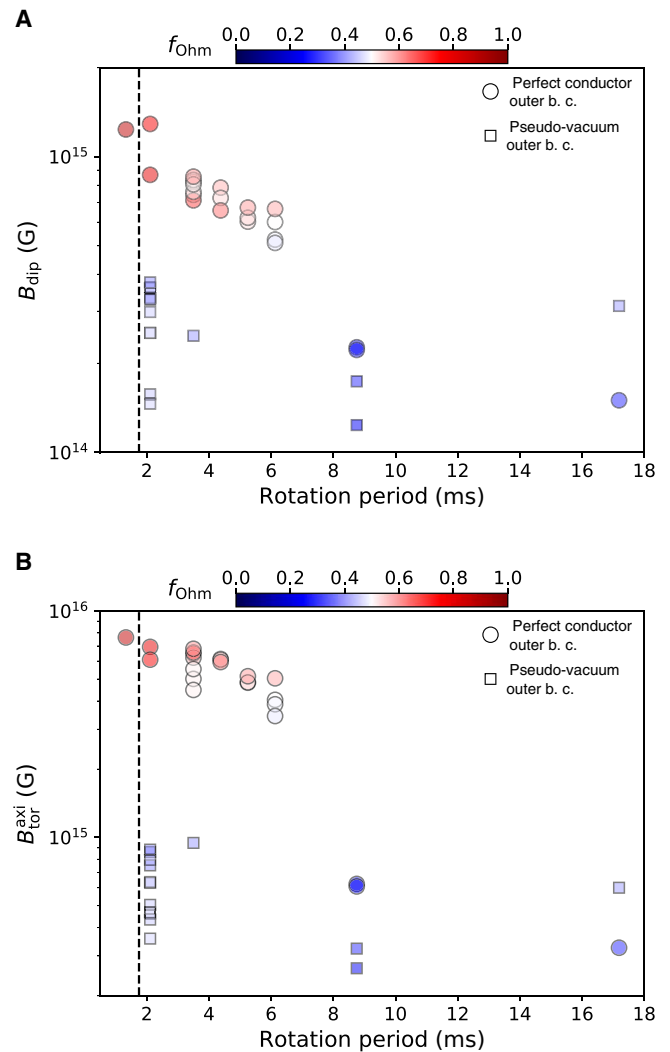 A
f_Ohm 0.0 0.2 0.4 0.6 0.8 1.0
Perfect conductor
outer b. c.
Pseudo-vacuum
outer b. c.
10^15
10^14
B_dip (G)
2 4 6 8 10 12 14 16 18
Rotation period (ms)
B
f_Ohm 0.0 0.2 0.4 0.6 0.8 1.0
10^16
Perfect conductor
outer b. c.
Pseudo-vacuum
outer b. c.
10^15
B_tor^axi (G)
2 4 6 8 10 12 14 16 18
Rotation period (ms)